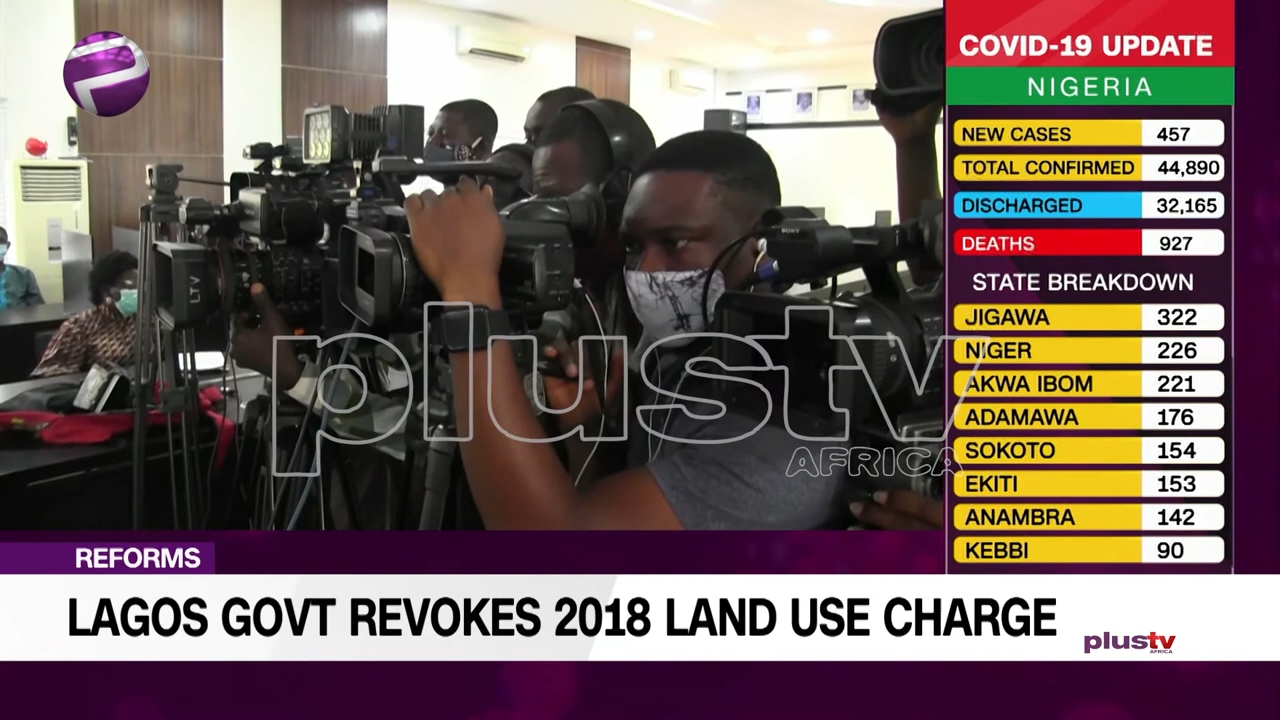 COVID-19 UPDATE
NIGERIA
NEW CASES 457
TOTAL CONFIRMED 44,890
DISCHARGED 32,165
DEATHS 927
STATE BREAKDOWN
JIGAWA 322
NIGER 226
AKWA IBOM 221
ADAMAWA 176
SOKOTO 154
EKITI 153
ANAMBRA 142
KEBBI 90
LTV
SONY
plustv
AFRICA
REFORMS
LAGOS GOVT REVOKES 2018 LAND USE CHARGE
plustv
AFRICA